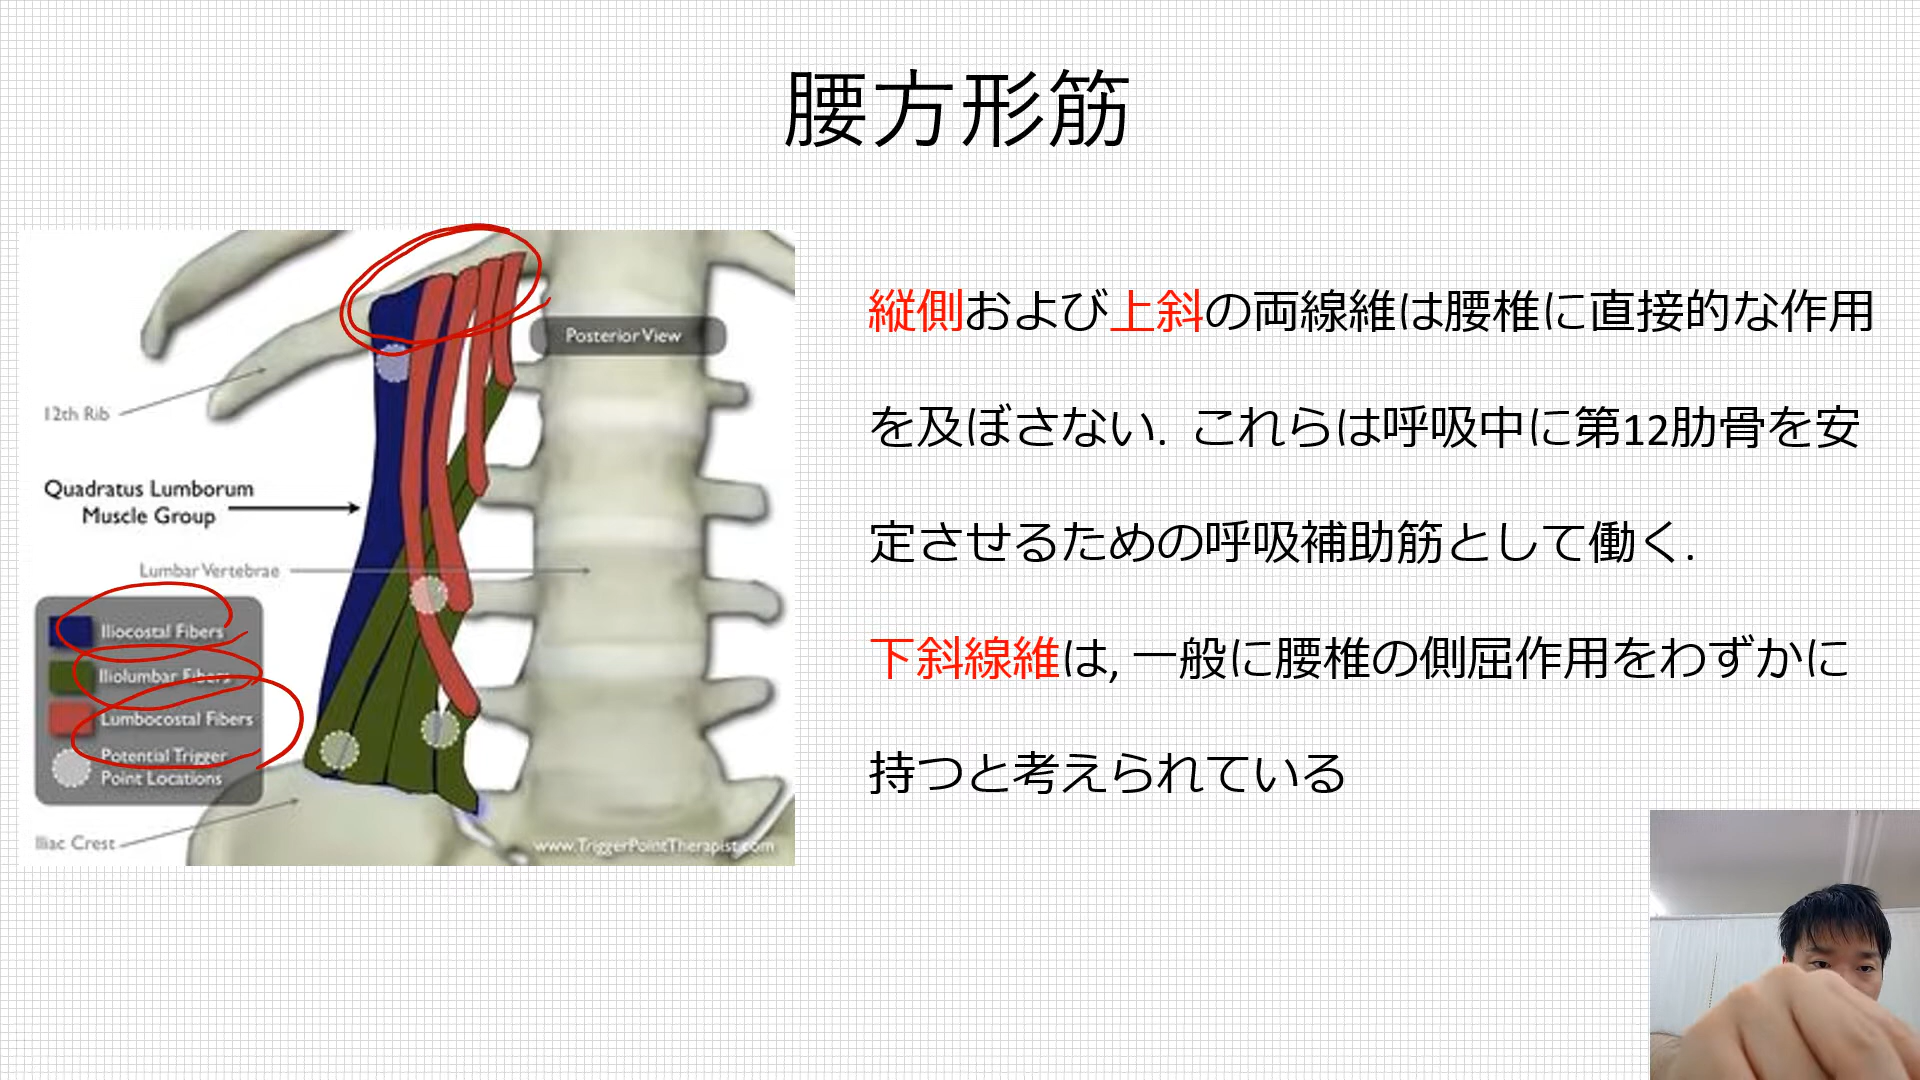 腰方形筋
Posterior View
12th Rib
Quadratus Lumborum
Muscle Group
Lumbar Vertebrae
Iliocostal Fibers
Iliolumbar Fibers
Lumbocostal Fibers
Potential Trigger
Point Locations
Iliac Crest
www.TriggerPointTherapist.com
縦側および上斜の両線維は腰椎に直接的な作用
を及ぼさない. これらは呼吸中に第12肋骨を安
定させるための呼吸補助筋として働く.
下斜線維は, 一般に腰椎の側屈作用をわずかに
持つと考えられている